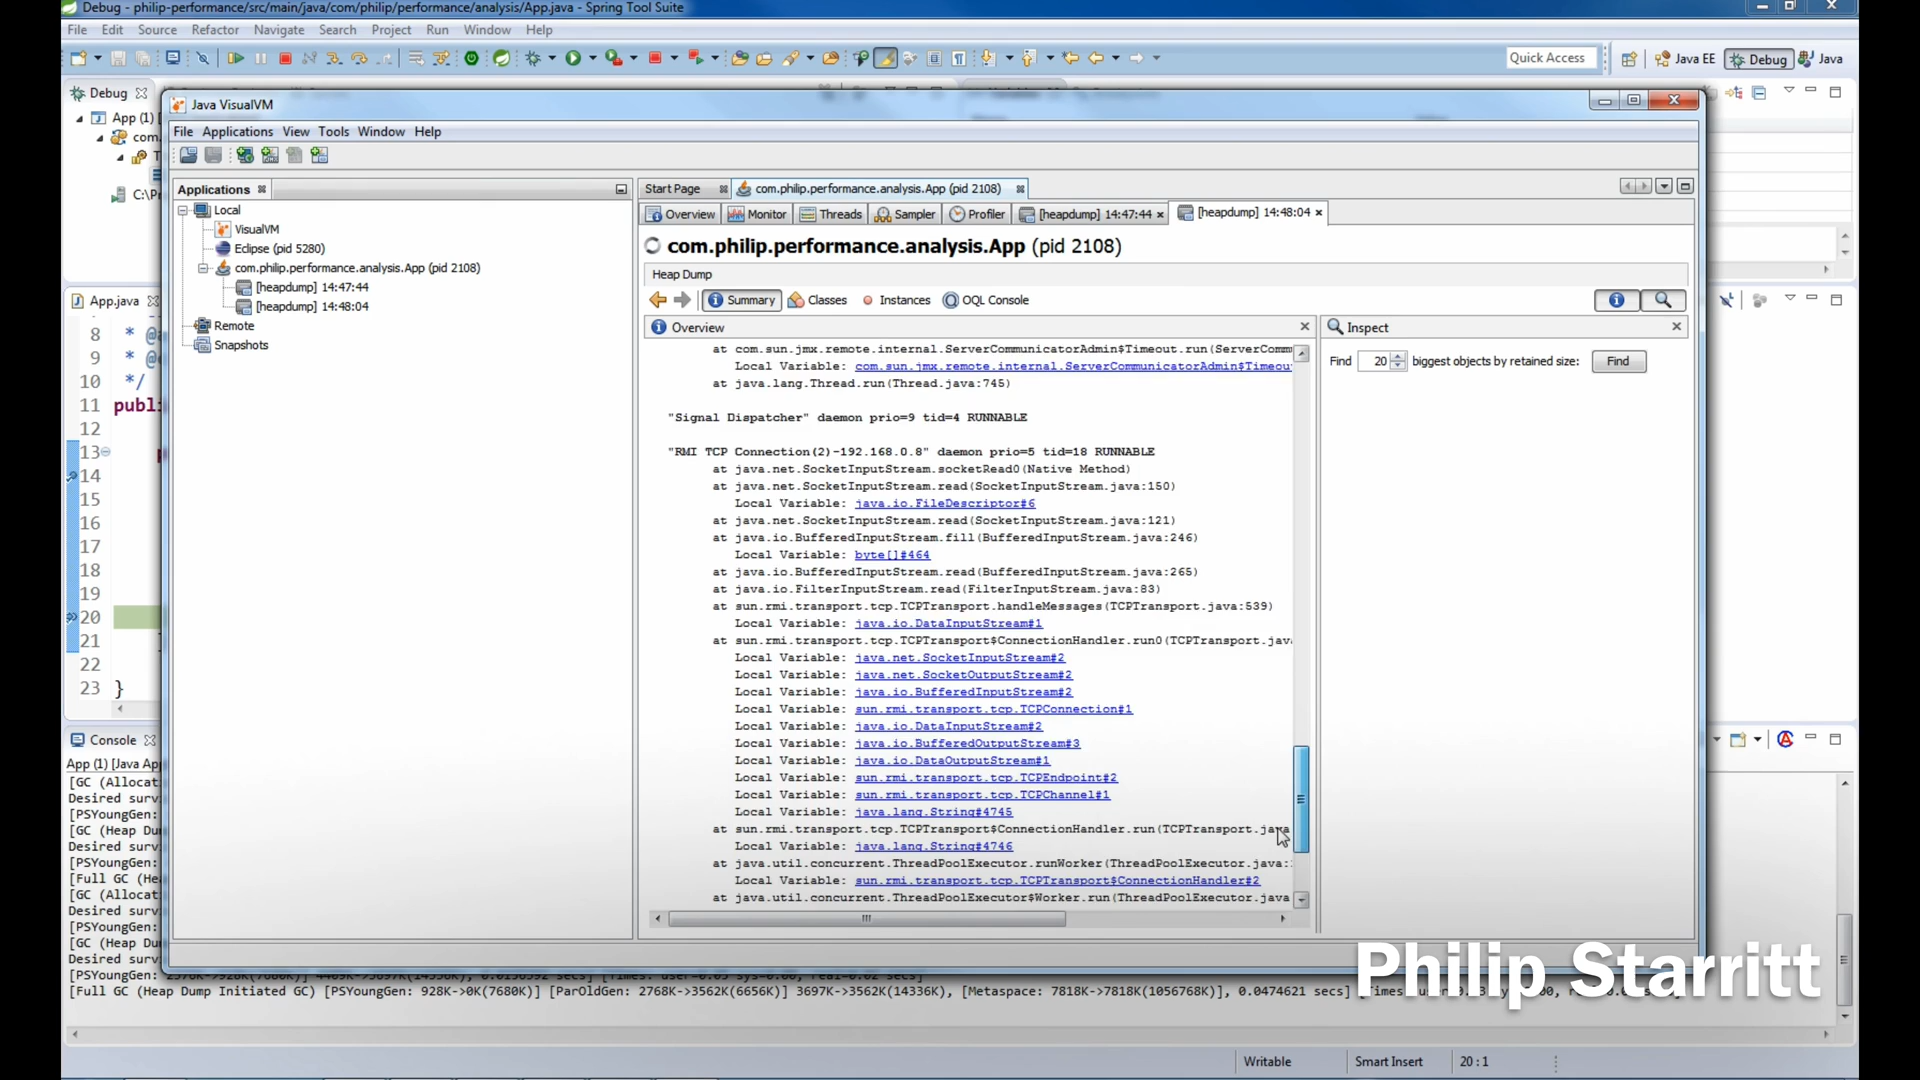 Debug - philip-performance/src/main/java/com/philip/performance/analysis/App.java - Spring Tool Suite
File Edit Source Refactor Navigate Search Project Run Window Help
Quick Access Java EE Debug Java
Debug
App (1)
com.
C:\Pr
App.java
8 * @a
9 *
10 */
11 publi
12
13
14
15
16
17
18
19
20
21
22
23 }
Java VisualVM
File Applications View Tools Window Help
Applications
Local
VisualVM
Eclipse (pid 5280)
com.philip.performance.analysis.App (pid 2108)
[heapdump] 14:47:44
[heapdump] 14:48:04
Remote
Snapshots
Start Page com.philip.performance.analysis.App (pid 2108)
Overview Monitor Threads Sampler Profiler [heapdump] 14:47:44 [heapdump] 14:48:04
com.philip.performance.analysis.App (pid 2108)
Heap Dump
Summary Classes Instances OQL Console
Overview
at com.sun.jmx.remote.internal.ServerCommunicatorAdmin$Timeout.run(ServerComm
Local Variable: com.sun.jmx.remote.internal.ServerCommunicatorAdmin$Timeout
at java.lang.Thread.run(Thread.java:745)
"Signal Dispatcher" daemon prio=9 tid=4 RUNNABLE
"RMI TCP Connection(2)-192.168.0.8" daemon prio=5 tid=18 RUNNABLE
at java.net.SocketInputStream.socketRead0(Native Method)
at java.net.SocketInputStream.read(SocketInputStream.java:150)
Local Variable: java.io.FileDescriptor#6
at java.net.SocketInputStream.read(SocketInputStream.java:121)
at java.io.BufferedInputStream.fill(BufferedInputStream.java:246)
Local Variable: byte[]#464
at java.io.BufferedInputStream.read(BufferedInputStream.java:265)
at java.io.FilterInputStream.read(FilterInputStream.java:83)
at sun.rmi.transport.tcp.TCPTransport.handleMessages(TCPTransport.java:539)
Local Variable: java.io.DataInputStream#1
at sun.rmi.transport.tcp.TCPTransport$ConnectionHandler.run0(TCPTransport.java
Local Variable: java.net.SocketInputStream#2
Local Variable: java.net.SocketOutputStream#2
Local Variable: java.io.BufferedInputStream#2
Local Variable: sun.rmi.transport.tcp.TCPConnection#1
Local Variable: java.io.DataInputStream#2
Local Variable: java.io.BufferedOutputStream#3
Local Variable: java.io.DataOutputStream#1
Local Variable: sun.rmi.transport.tcp.TCPEndpoint#2
Local Variable: sun.rmi.transport.tcp.TCPChannel#1
Local Variable: java.lang.String#4745
at sun.rmi.transport.tcp.TCPTransport$ConnectionHandler.run(TCPTransport.java
Local Variable: java.lang.String#4746
at java.util.concurrent.ThreadPoolExecutor.runWorker(ThreadPoolExecutor.java:
Local Variable: sun.rmi.transport.tcp.TCPTransport$ConnectionHandler#2
at java.util.concurrent.ThreadPoolExecutor$Worker.run(ThreadPoolExecutor.java
Inspect
Find 20 biggest objects by retained size: Find
Console
App (1) [Java App
[GC (Allocat
Desired surv
[PSYoungGen:
[GC (Heap Du
Desired surv
[PSYoungGen:
[Full GC (Hea
[GC (Allocat
Desired surv
[PSYoungGen:
[GC (Heap Du
Desired surv
[PSYoungGen:
[Full GC (Heap Dump Initiated GC) [PSYoungGen: 928K->0K(7680K)] [ParOldGen: 2768K->3562K(6656K)] 3697K->3562K(14336K), [Metaspace: 7818K->7818K(1056768K)], 0.0474621 secs]
Philip Starritt
Writable Smart Insert 20 : 1